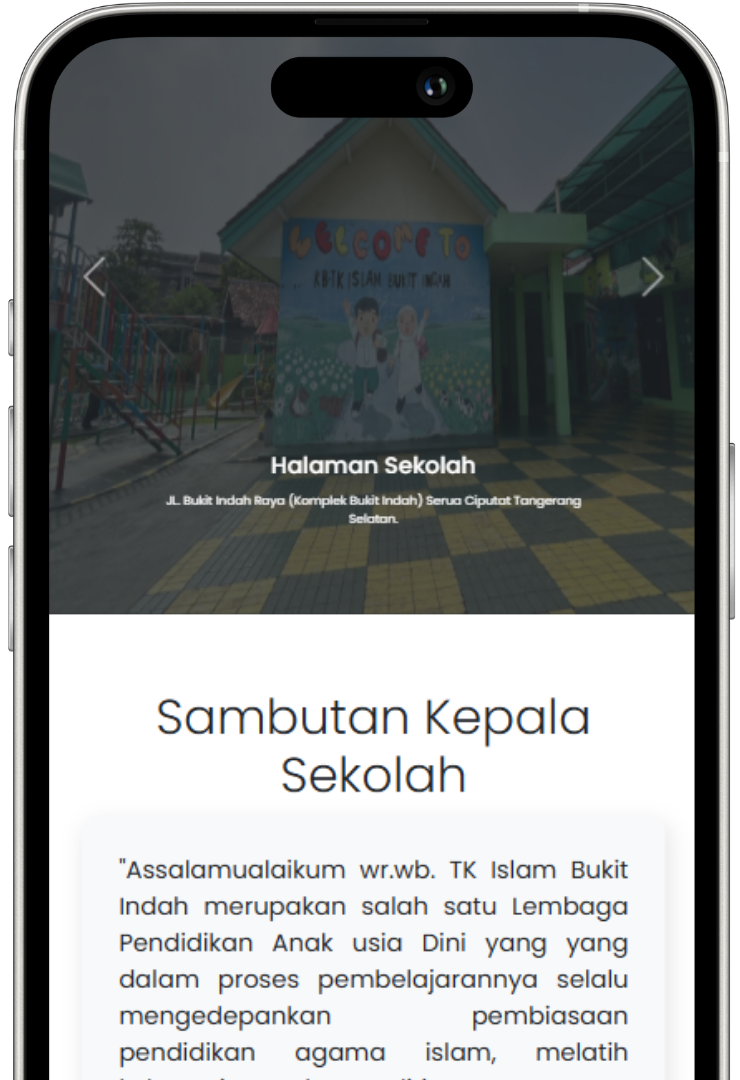 WELCOME TO
KBTK ISLAM BUKIT INDAH
Halaman Sekolah
JL. Bukit Indah Raya (Komplek Bukit Indah) Serua Ciputat Tangerang
Selatan.
Sambutan Kepala
Sekolah
"Assalamualaikum wr.wb. TK Islam Bukit
Indah merupakan salah satu Lembaga
Pendidikan Anak usia Dini yang yang
dalam proses pembelajarannya selalu
mengedepankan pembiasaan
pendidikan agama islam, melatih